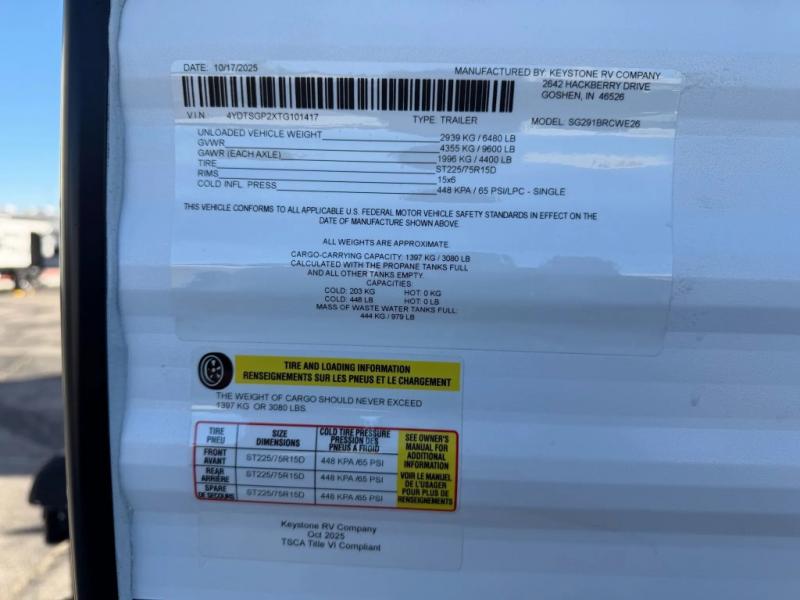 DATE: 10/17/2025 MANUFACTURED BY: KEYSTONE RV COMPANY
2642 HACKBERRY DRIVE
GOSHEN, IN 46526
VIN 4YDTSGP2XTG101417 TYPE: TRAILER MODEL: SG291BRCWE26
UNLOADED VEHICLE WEIGHT 2939 KG / 6480 LB
GVWR 4355 KG / 9600 LB
GAWR (EACH AXLE) 1996 KG / 4400 LB
TIRE ST225/75R15D
RIMS 15x6
COLD INFL. PRESS 448 KPA / 65 PSI/LPC - SINGLE
THIS VEHICLE CONFORMS TO ALL APPLICABLE U.S. FEDERAL MOTOR VEHICLE SAFETY STANDARDS IN EFFECT ON THE
DATE OF MANUFACTURE SHOWN ABOVE.
ALL WEIGHTS ARE APPROXIMATE.
CARGO-CARRYING CAPACITY: 1397 KG / 3080 LB
CALCULATED WITH THE PROPANE TANKS FULL
AND ALL OTHER TANKS EMPTY.
CAPACITIES:
COLD: 203 KG HOT: 0 KG
COLD: 448 LB HOT: 0 LB
MASS OF WASTE WATER TANKS FULL:
444 KG / 979 LB
TIRE AND LOADING INFORMATION
RENSEIGNEMENTS SUR LES PNEUS ET LE CHARGEMENT
THE WEIGHT OF CARGO SHOULD NEVER EXCEED
1397 KG OR 3080 LBS.
TIRE
PNEU
SIZE
DIMENSIONS
COLD TIRE PRESSURE
PRESSION DES
PNEUS A FROID
FRONT
AVANT
ST225/75R15D
448 KPA /65 PSI
REAR
ARRIÈRE
ST225/75R15D
448 KPA /65 PSI
SPARE
DE SECOURS
ST225/75R15D
448 KPA /65 PSI
SEE OWNER'S
MANUAL FOR
ADDITIONAL
INFORMATION
VOIR LE MANUEL
DE L'USAGER
POUR PLUS DE
RENSEIGNEMENTS
Keystone RV Company
Oct 2025
TSCA Title VI Compliant